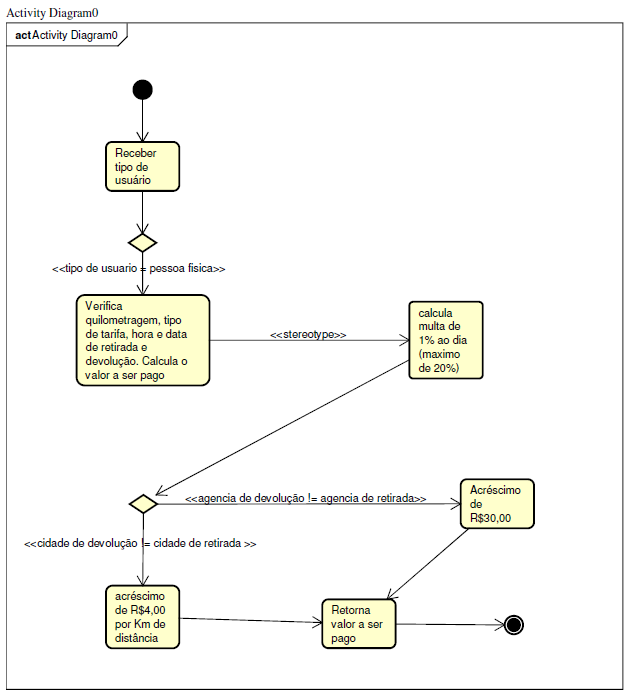 Activity Diagram0
act Activity Diagram0
Receber
tipo de
usuário
<<tipo de usuario = pessoa fisica>>
Verifica
quilometragem, tipo
de tarifa, hora e data
de retirada e
devolução. Calcula o
valor a ser pago
<<stereotype>>
calcula
multa de
1% ao dia
(maximo
de 20%)
<<agencia de devolução != agencia de retirada>>
Acréscimo
de
R$30,00
<<cidade de devolução != cidade de retirada >>
acréscimo
de R$4,00
por Km de
distância
Retorna
valor a ser
pago